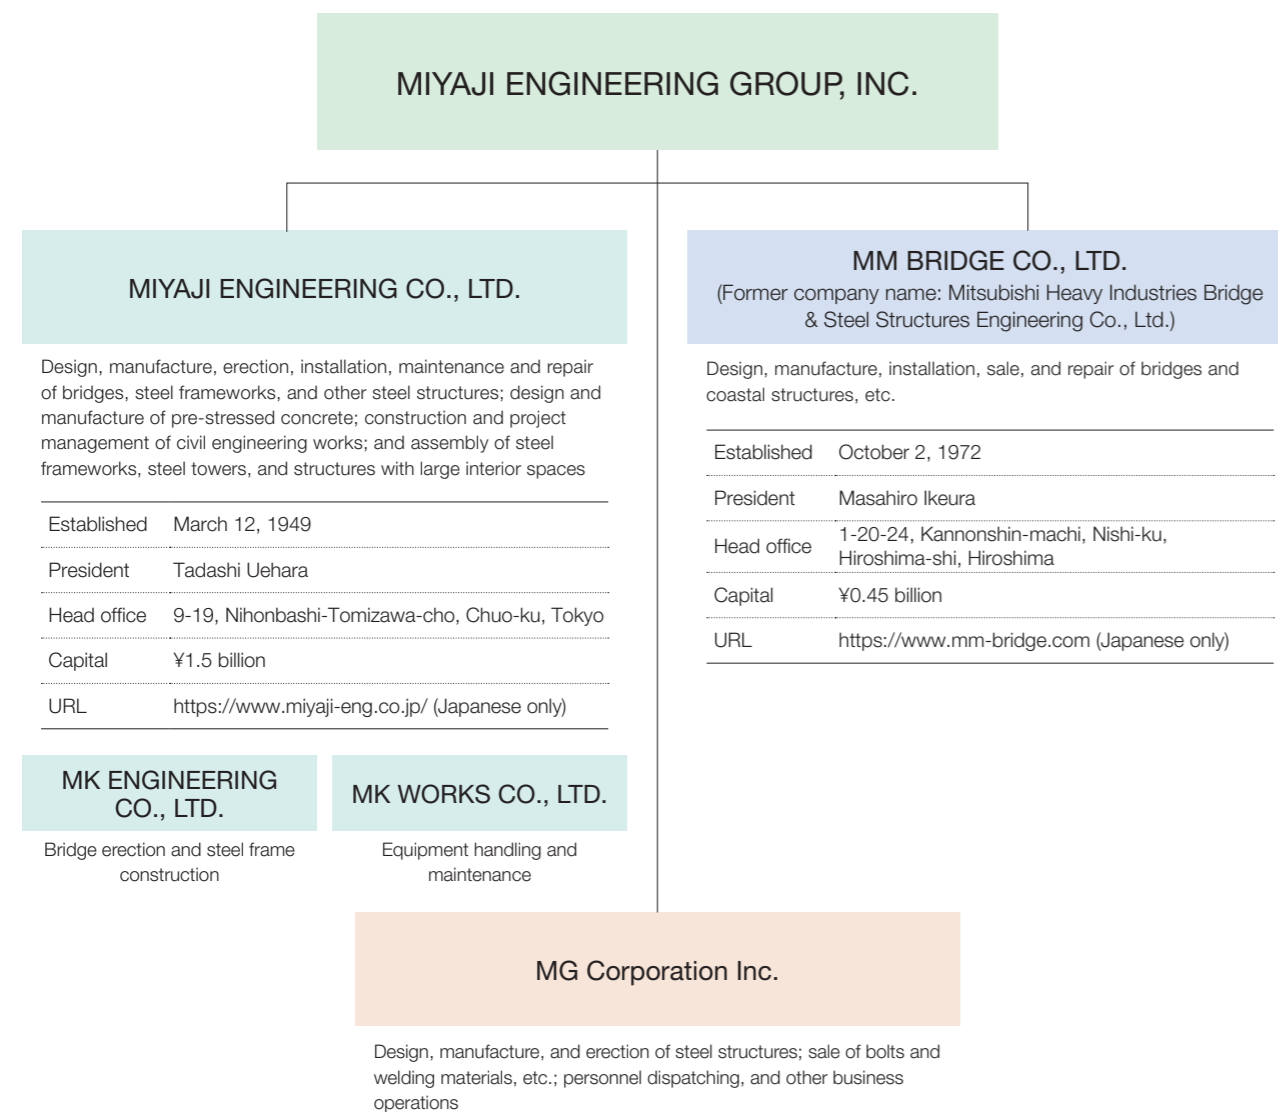 MIYAJI ENGINEERING GROUP, INC.
MIYAJI ENGINEERING CO., LTD.
Design, manufacture, erection, installation, maintenance and repair
of bridges, steel frameworks, and other steel structures; design and
manufacture of pre-stressed concrete; construction and project
management of civil engineering works; and assembly of steel
frameworks, steel towers, and structures with large interior spaces
Established March 12, 1949
President Tadashi Uehara
Head office 9-19, Nihonbashi-Tomizawa-cho, Chuo-ku, Tokyo
Capital ¥1.5 billion
URL https://www.miyaji-eng.co.jp/ (Japanese only)
MK ENGINEERING
CO., LTD.
Bridge erection and steel frame
construction
MK WORKS CO., LTD.
Equipment handling and
maintenance
MM BRIDGE CO., LTD.
(Former company name: Mitsubishi Heavy Industries Bridge
& Steel Structures Engineering Co., Ltd.)
Design, manufacture, installation, sale, and repair of bridges and
coastal structures, etc.
Established October 2, 1972
President Masahiro Ikeura
Head office 1-20-24, Kannonshin-machi, Nishi-ku,
Hiroshima-shi, Hiroshima
Capital ¥0.45 billion
URL https://www.mm-bridge.com (Japanese only)
MG Corporation Inc.
Design, manufacture, and erection of steel structures; sale of bolts and
welding materials, etc.; personnel dispatching, and other business
operations